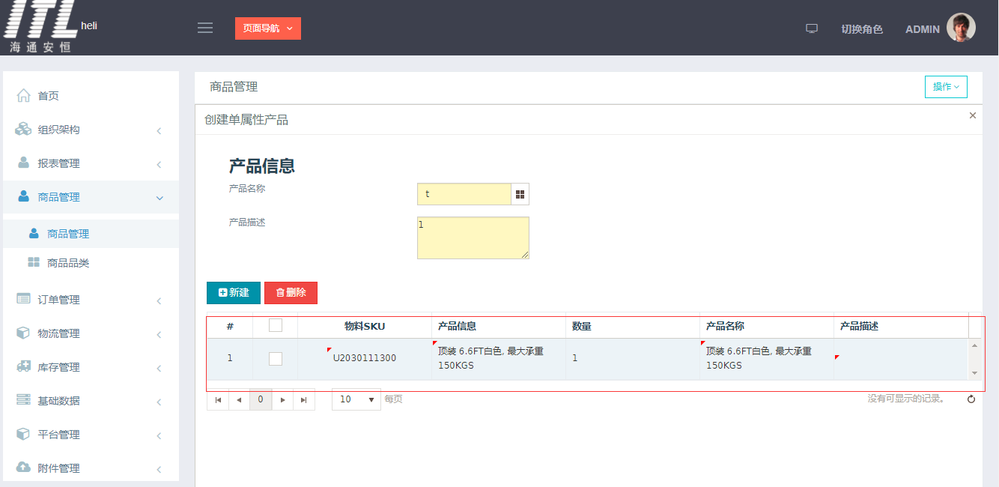 ITL
海通安恒
heli
页面导航
切换角色
ADMIN
首页
组织架构
报表管理
商品管理
商品管理
商品品类
订单管理
物流管理
库存管理
基础数据
平台管理
附件管理
商品管理
操作
创建单属性产品
×
产品信息
产品名称
t
产品描述
1
新建
删除
# 物料SKU 产品信息 数量 产品名称 产品描述
1 U2030111300 顶装 6.6FT白色, 最大承重 1 顶装 6.6FT白色, 最大承重
150KGS 150KGS
0 10 每页 没有可显示的记录。